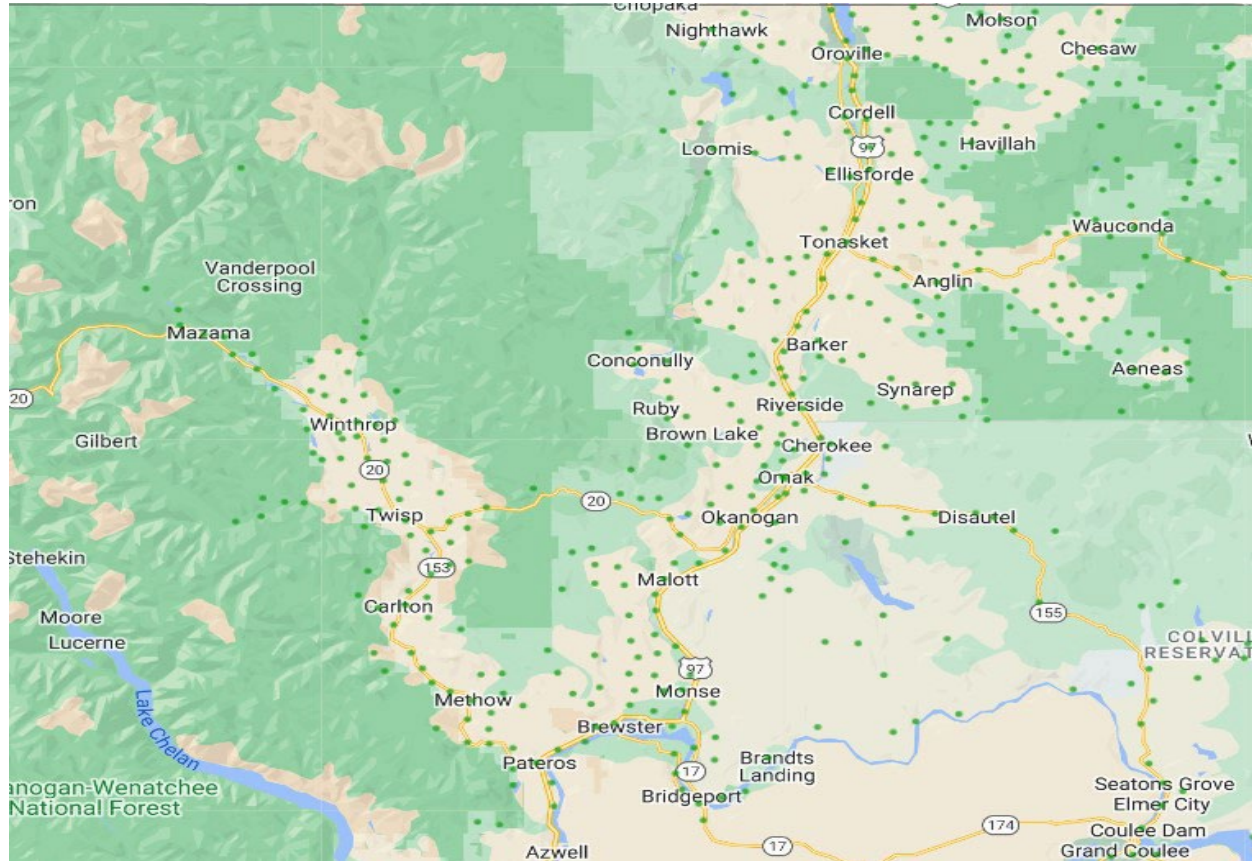 Chopaka
Nighthawk
Molson
Chesaw
Oroville
Cordell
97
Havillah
Loomis
Ellisforde
ron
Wauconda
Tonasket
Vanderpool
Crossing
Anglin
Mazama
Barker
Conconully
Aeneas
20
Synarep
Ruby
Riverside
Winthrop
Brown Lake
Gilbert
Cherokee
20
Omak
20
Twisp
Okanogan
Disautel
Stehekin
153
Malott
Carlton
155
Moore
Lucerne
COLVILL
RESERVAT
97
Monse
Methow
Lake Chelan
Brewster
Pateros
17
Brandts
Landing
anogan-Wenatchee
National Forest
Bridgeport
Seatons Grove
Elmer City
174
Coulee Dam
17
Azwell
Grand Coulee